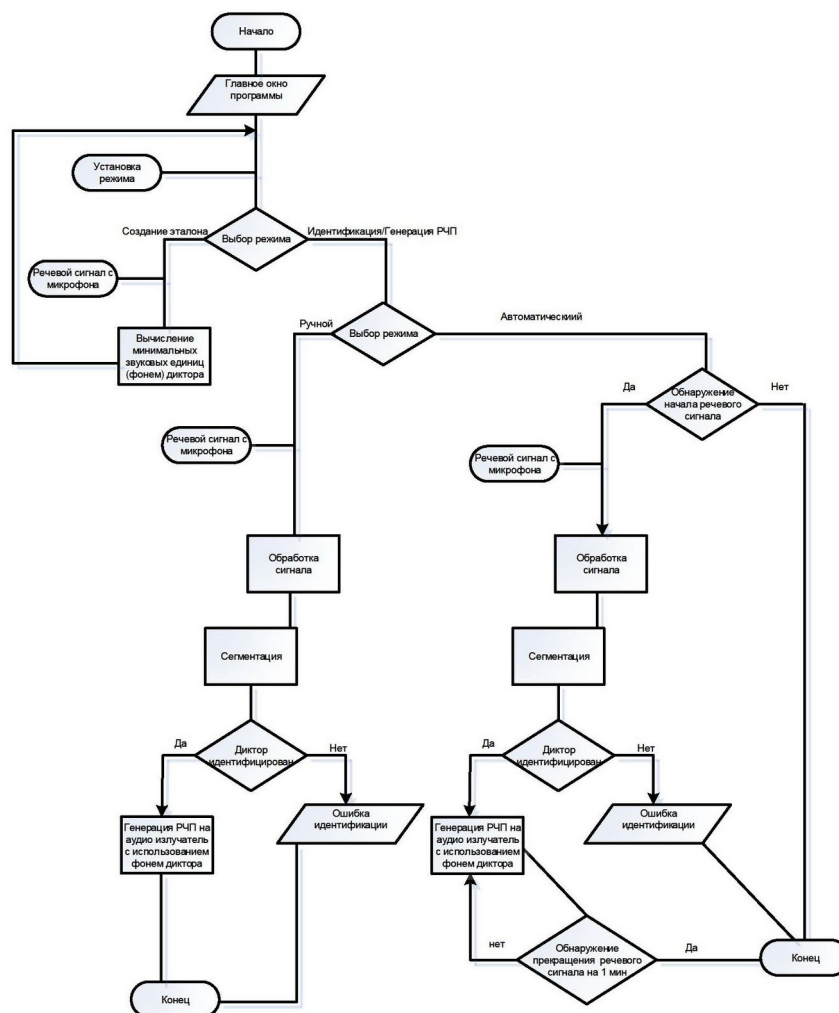 Начало
Главное окно
программы
Установка
режима
Создание эталона
Выбор режима
Идентификация/Генерация РЧП
Речевой сигнал с
микрофона
Ручной
Выбор режима
Автоматическиий
Вычисление
минимальных
звуковых единиц
(фонем) диктора
Да
Обнаружение
начала речевого
сигнала
Нет
Речевой сигнал с
микрофона
Речевой сигнал с
микрофона
Обработка
сигнала
Обработка
сигнала
Сегментация
Сегментация
Да
Диктор
идентифицирован
Нет
Да
Диктор
идентифицирован
Нет
Генерация РЧП на
аудио излучатель
с использованием
фонем диктора
Ошибка
идентификации
Генерация РЧП на
аудио излучатель
с использованием
фонем диктора
Ошибка
идентификации
нет
Обнаружение
прекращения речевого
сигнала на 1 мин
Да
Конец
Конец